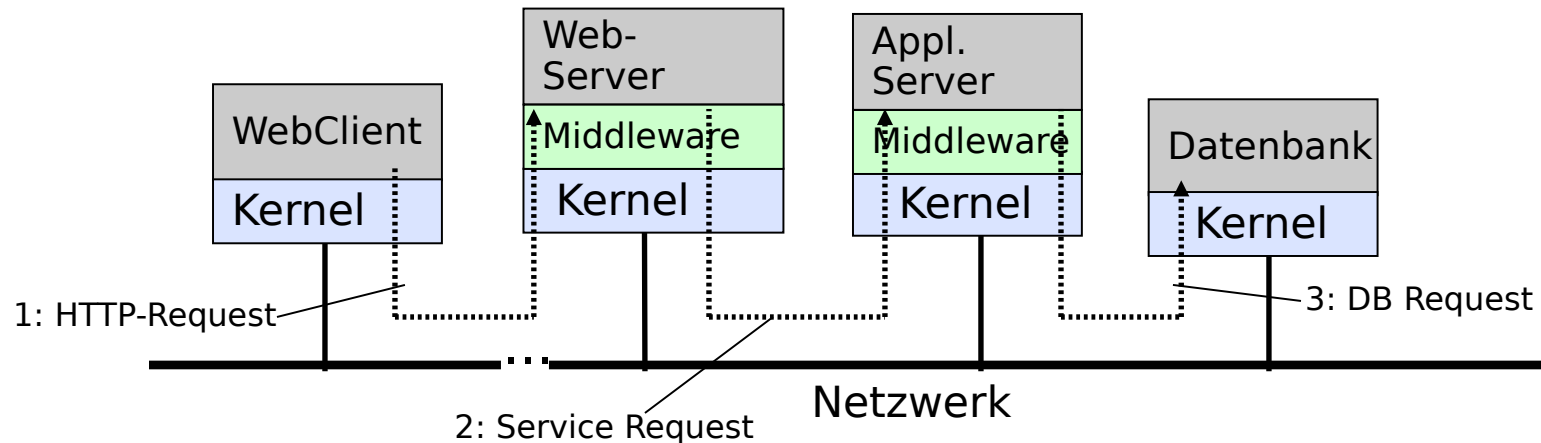 WebClient
Kernel
Web-
Server
Middleware
Kernel
Appl.
Server
Middleware
Kernel
Datenbank
Kernel
1: HTTP-Request
2: Service Request
3: DB Request
Netzwerk